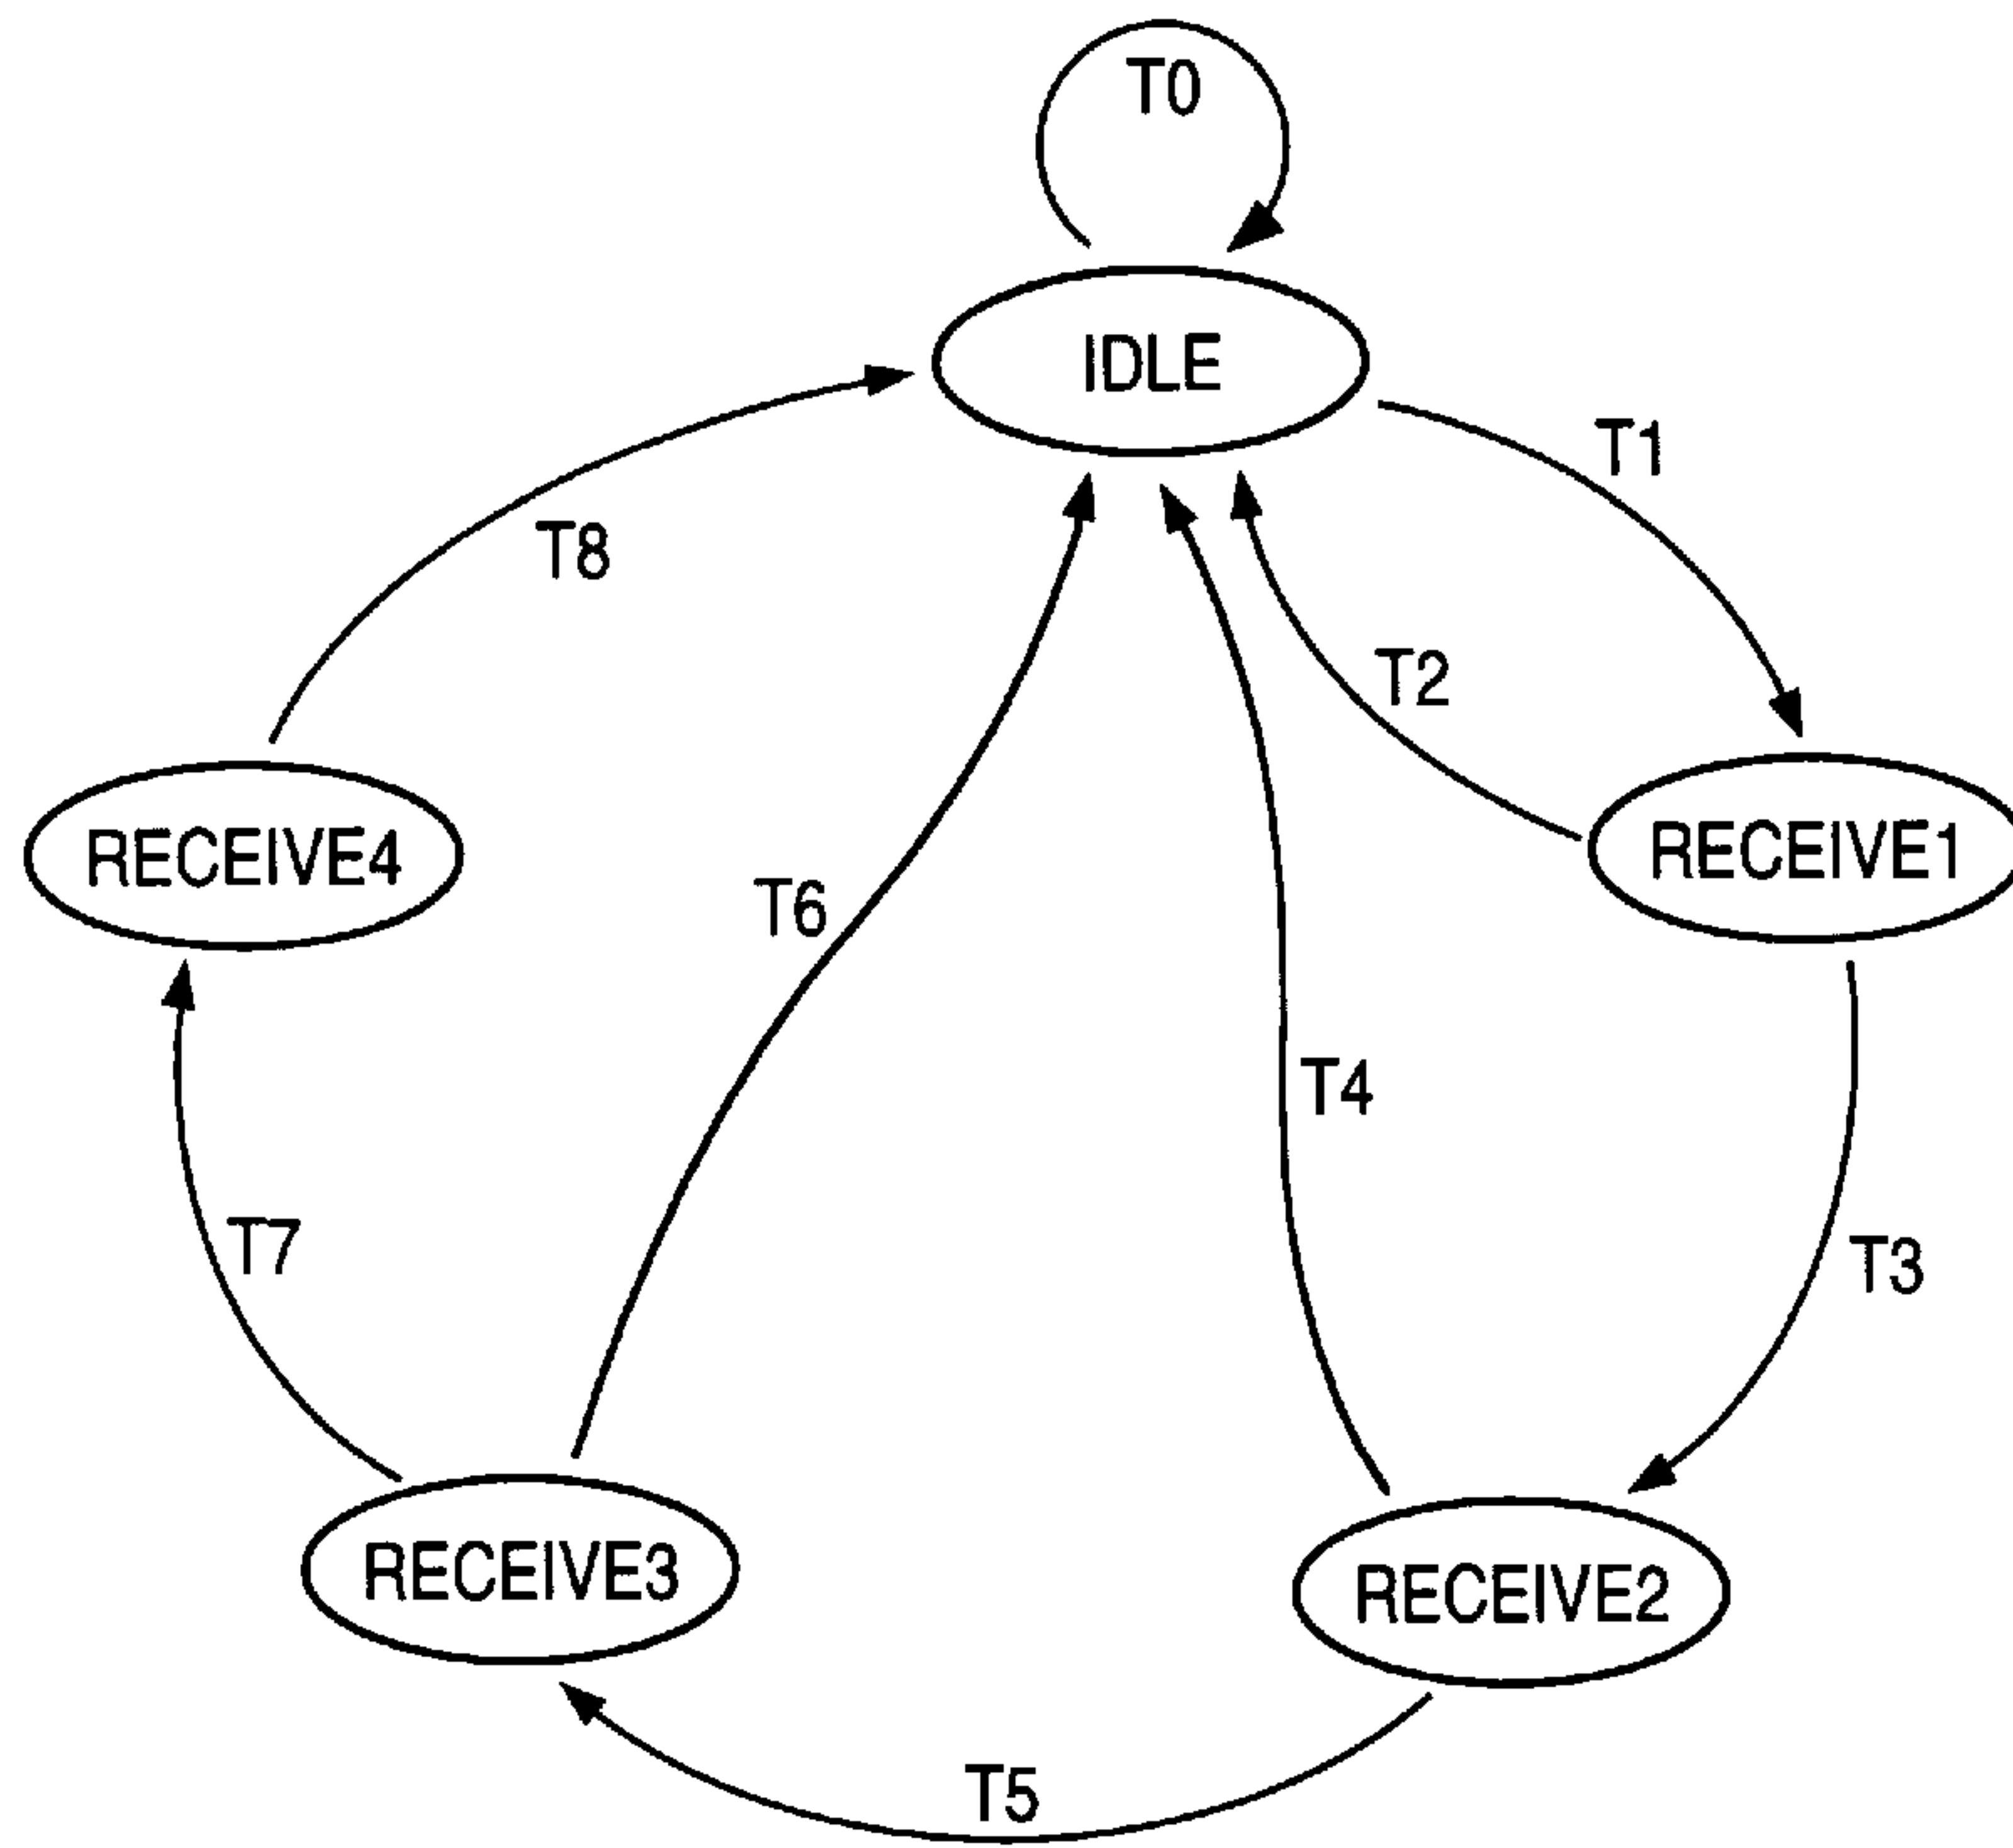 T0
IDLE
T1
T8
T2
RECEIVE4
RECEIVE1
T6
T4
T7
T3
RECEIVE3
RECEIVE2
T5